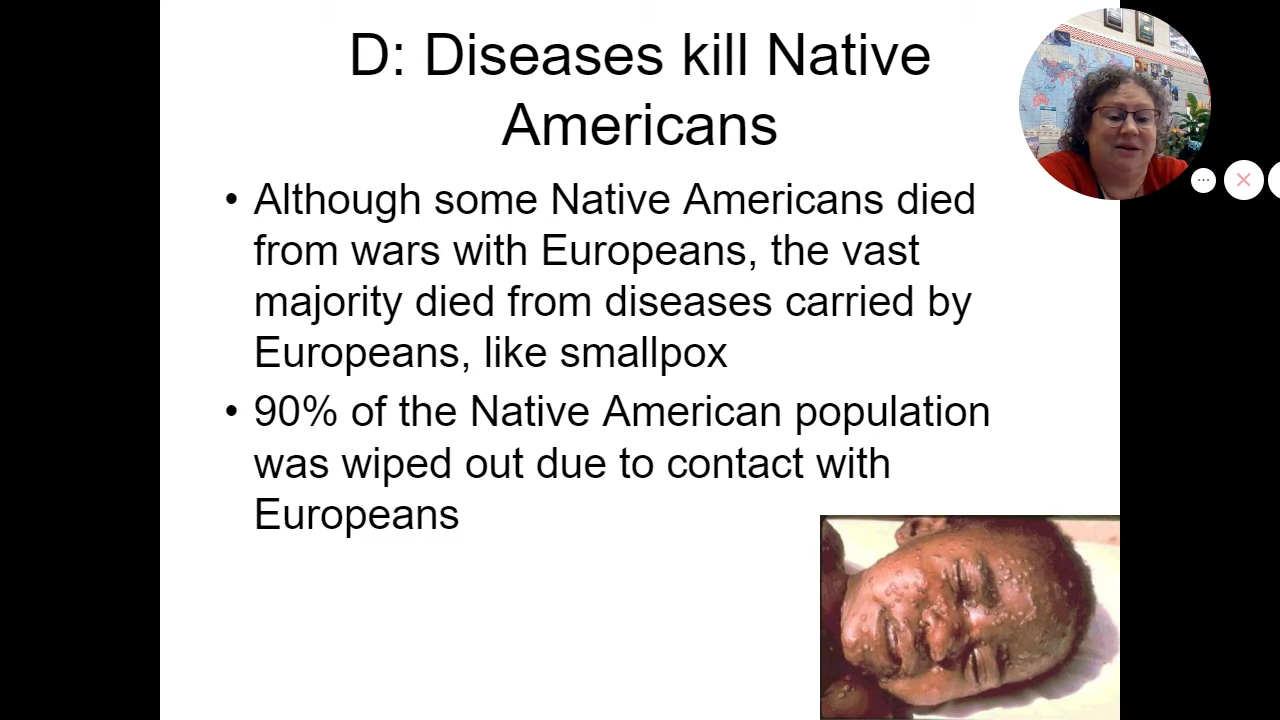 D: Diseases kill Native
Americans
• Although some Native Americans died
from wars with Europeans, the vast
majority died from diseases carried by
Europeans, like smallpox
• 90% of the Native American population
was wiped out due to contact with
Europeans